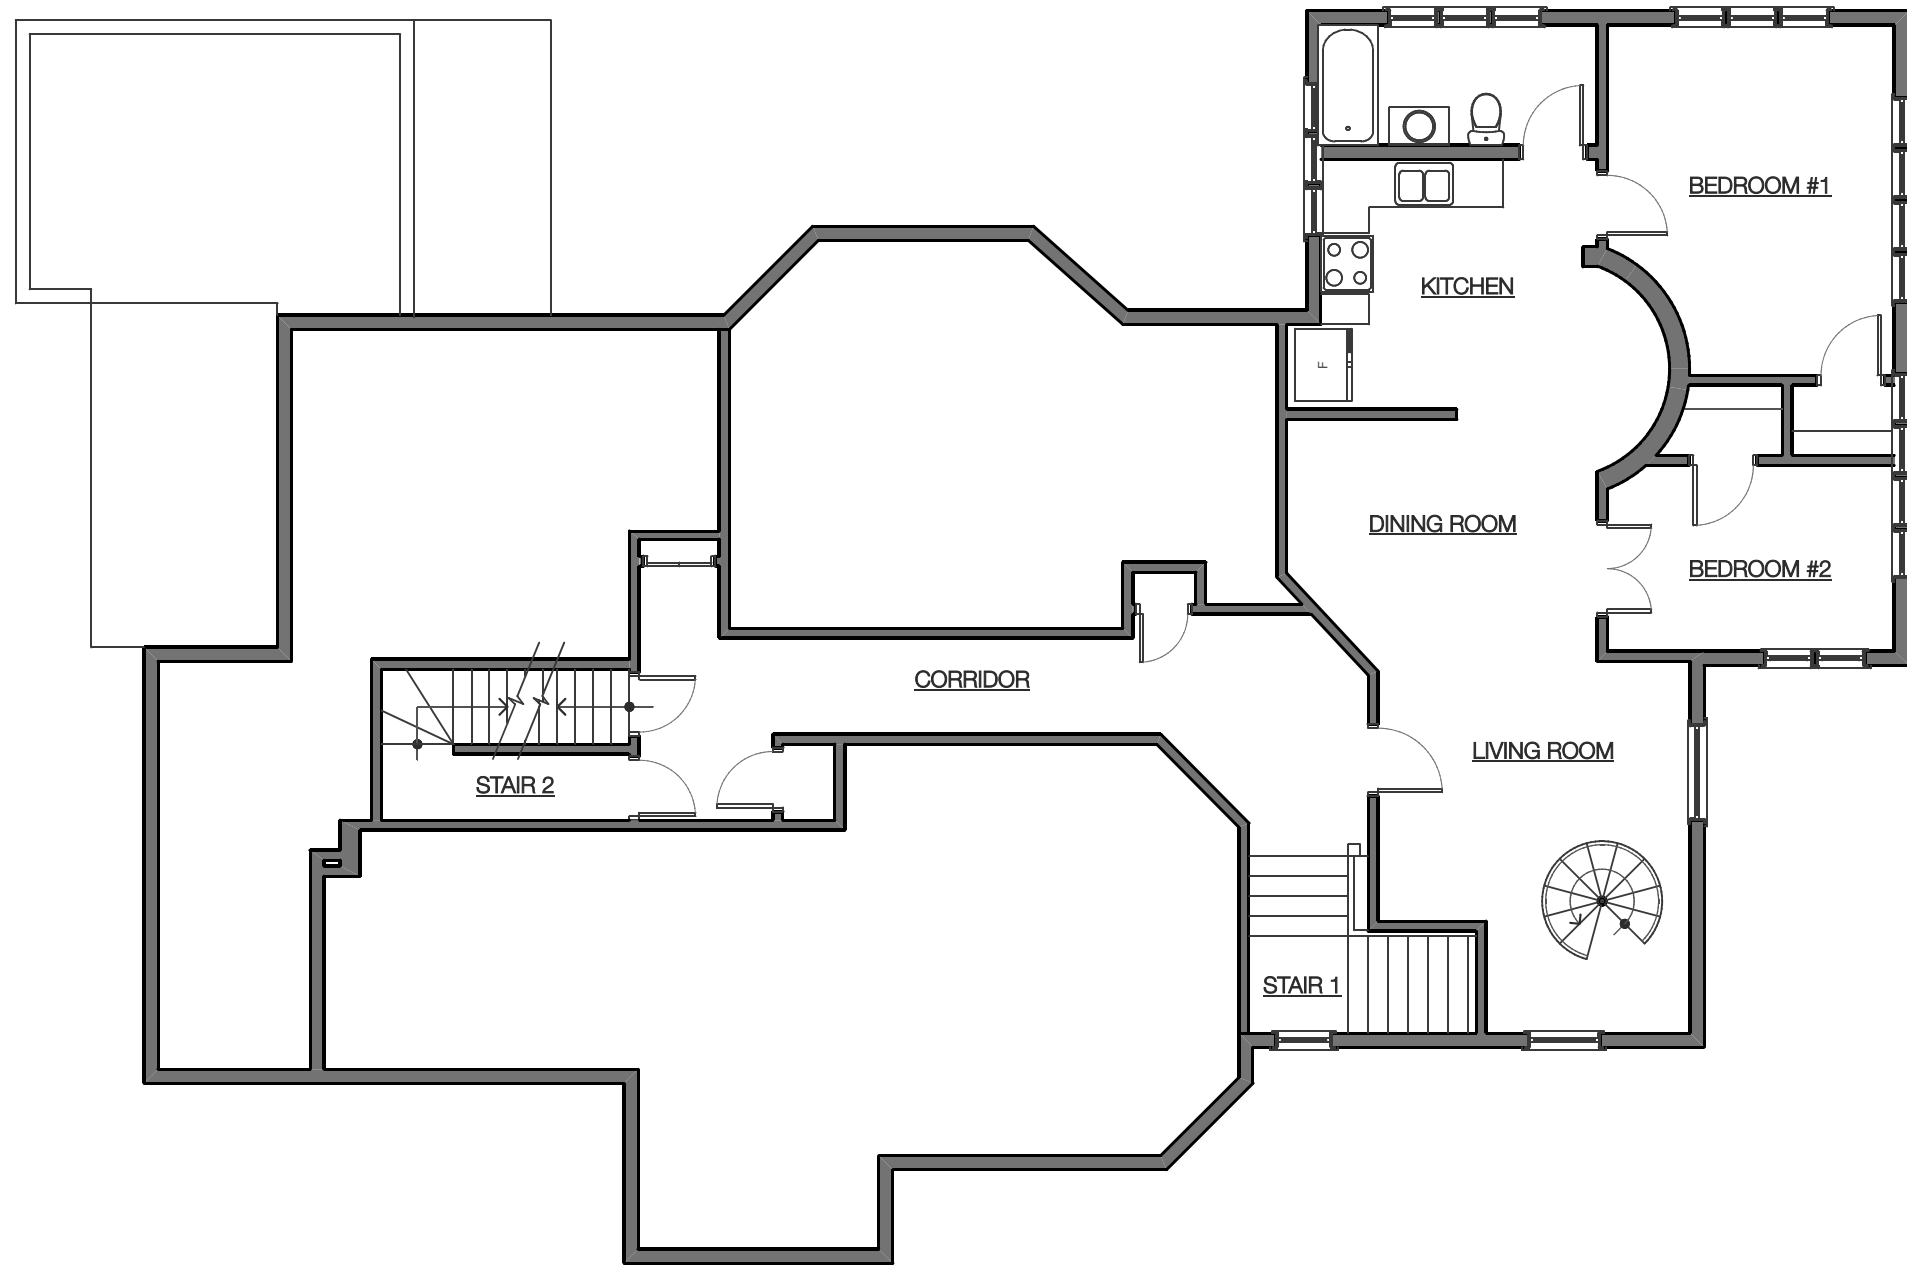 BEDROOM #1
KITCHEN
F
DINING ROOM
BEDROOM #2
CORRIDOR
LIVING ROOM
STAIR 2
STAIR 1